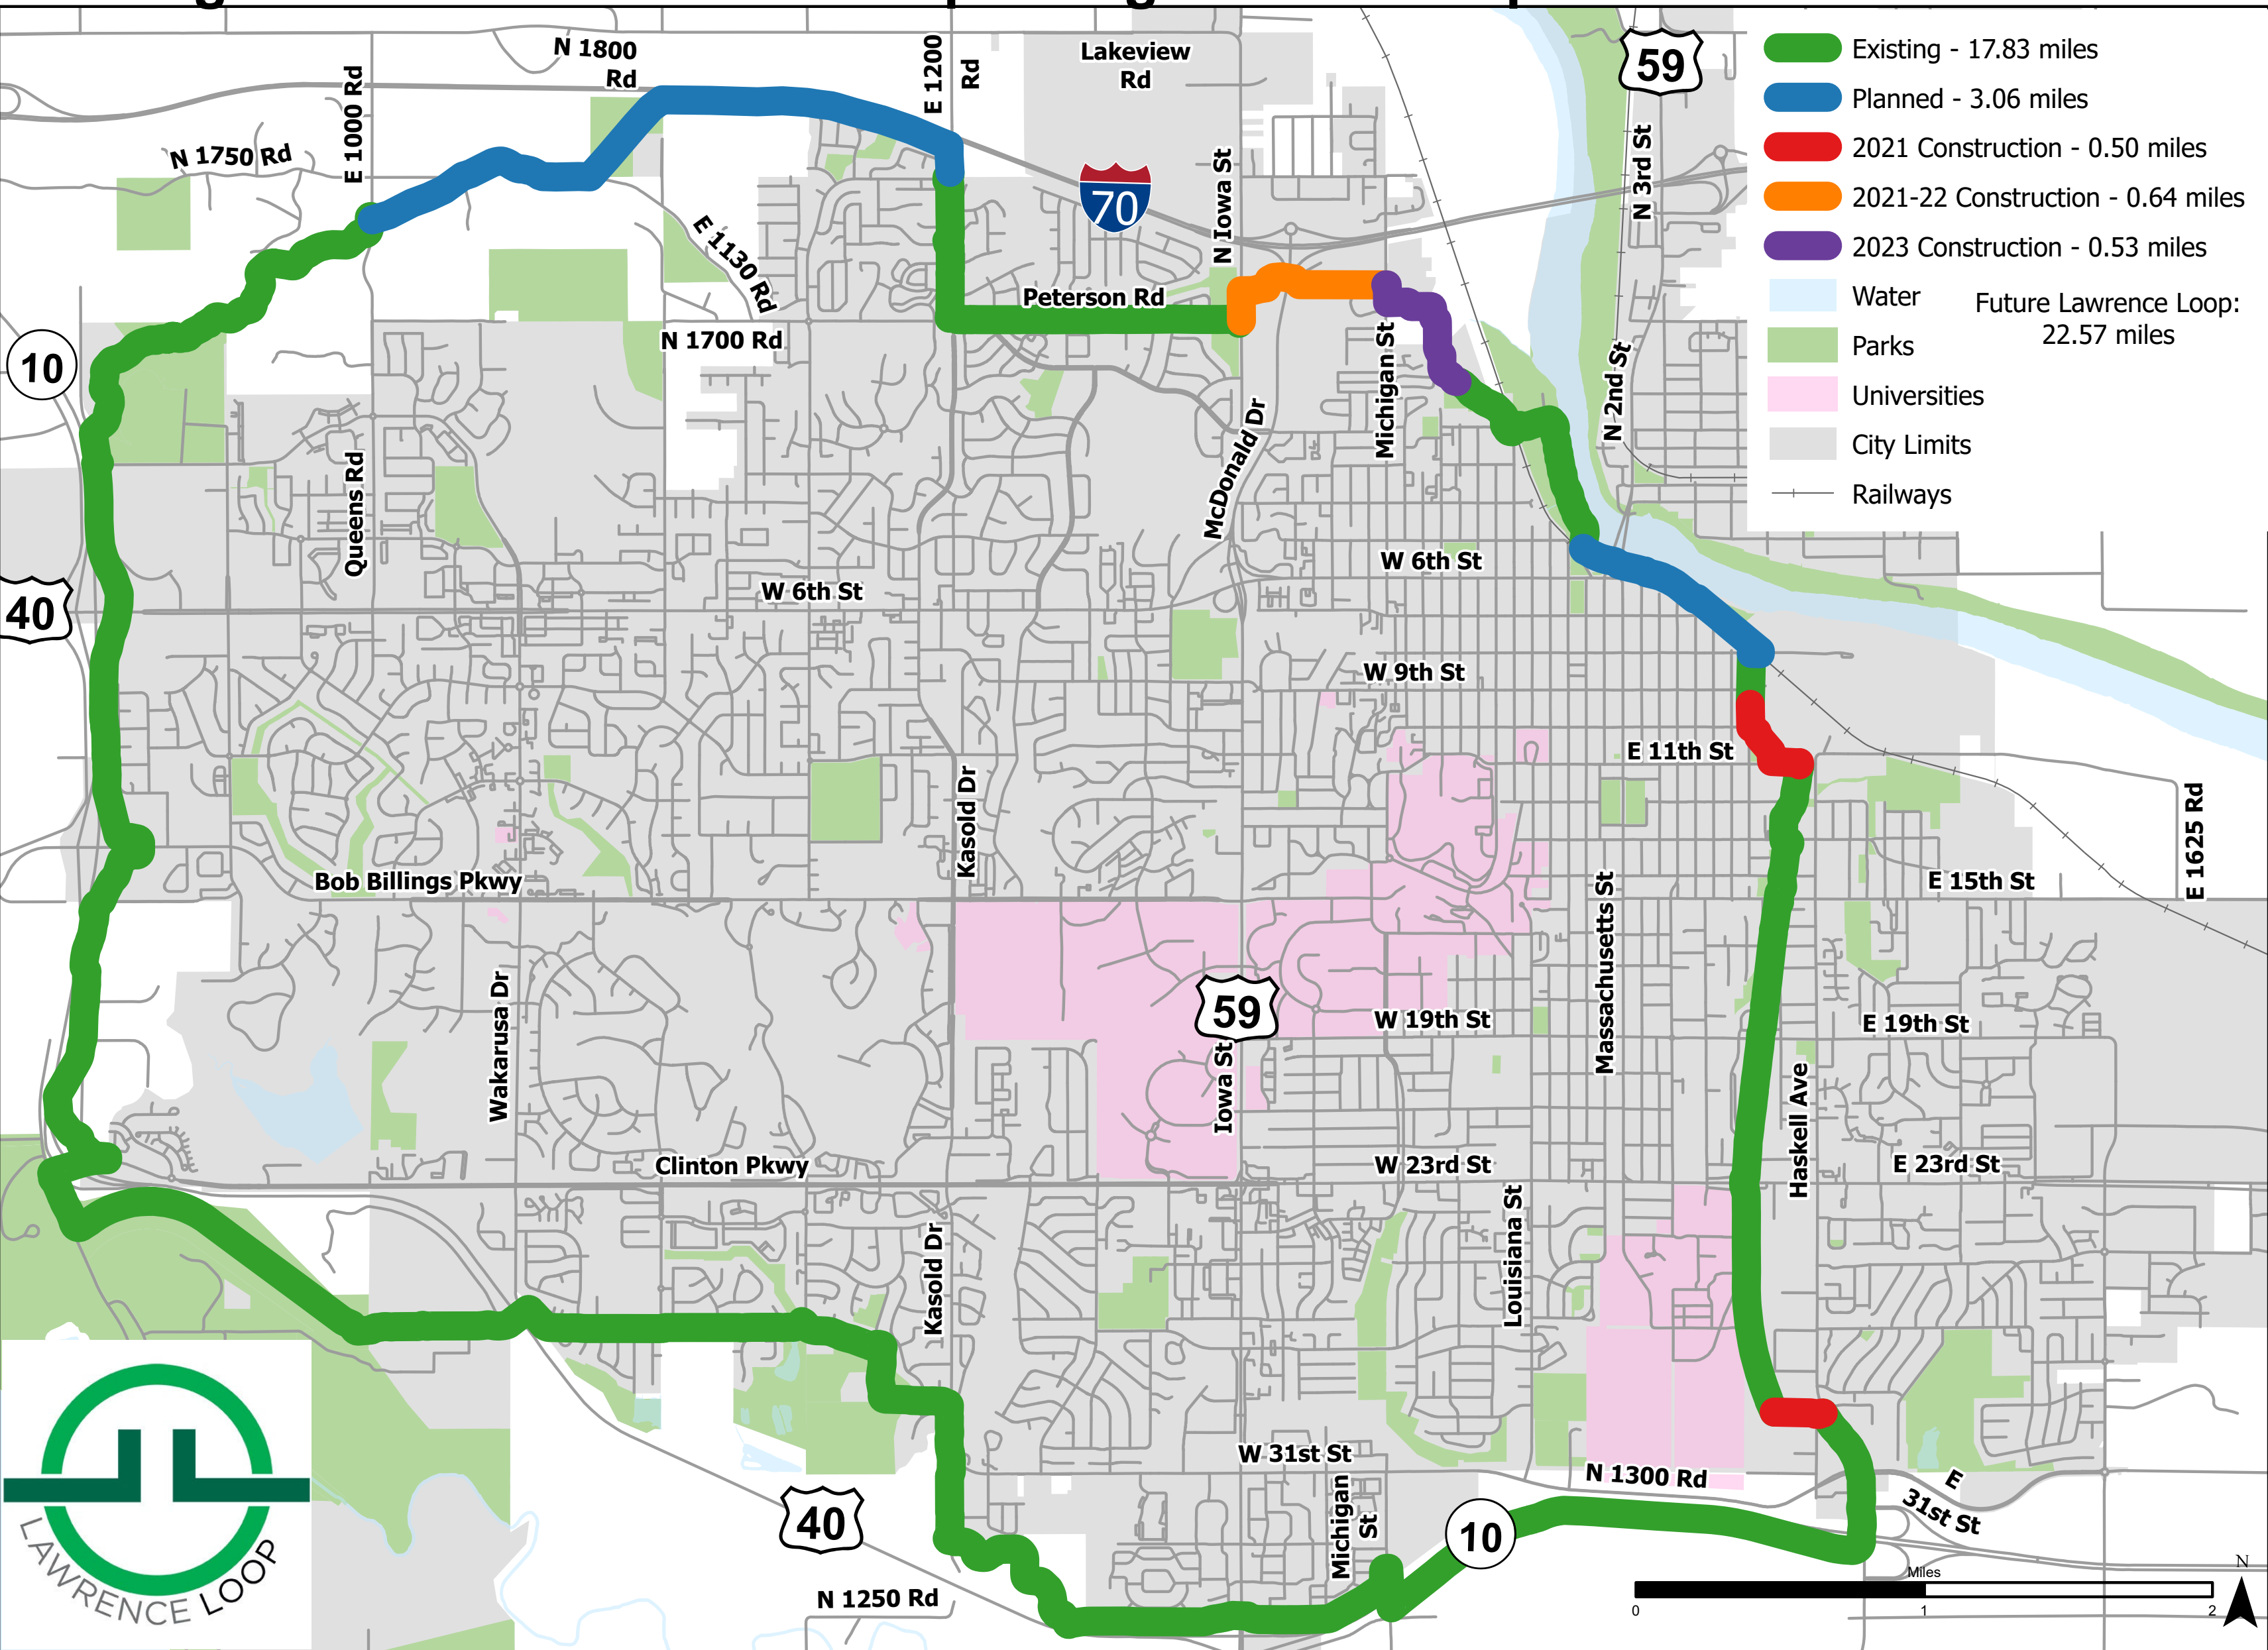 N 1800
Rd
E 1200
Rd
Lakeview
Rd
59
Existing - 17.83 miles
Planned - 3.06 miles
2021 Construction - 0.50 miles
2021-22 Construction - 0.64 miles
2023 Construction - 0.53 miles
Water
Parks
Universities
City Limits
Railways
Future Lawrence Loop:
22.57 miles
E 1000 Rd
N 1750 Rd
E 1130 Rd
70
N Iowa St
N 3rd St
Peterson Rd
N 1700 Rd
10
Michigan St
N 2nd St
McDonald Dr
Queens Rd
W 6th St
W 6th St
40
W 9th St
E 11th St
Kasold Dr
E 1625 Rd
Bob Billings Pkwy
E 15th St
Massachusetts St
Wakarusa Dr
59
W 19th St
E 19th St
Iowa St
Haskell Ave
Clinton Pkwy
W 23rd St
E 23rd St
Louisiana St
Kasold Dr
W 31st St
N 1300 Rd
E
31st St
Michigan
St
10
40
N 1250 Rd
LAWRENCE LOOP
Miles
0 1 2
N